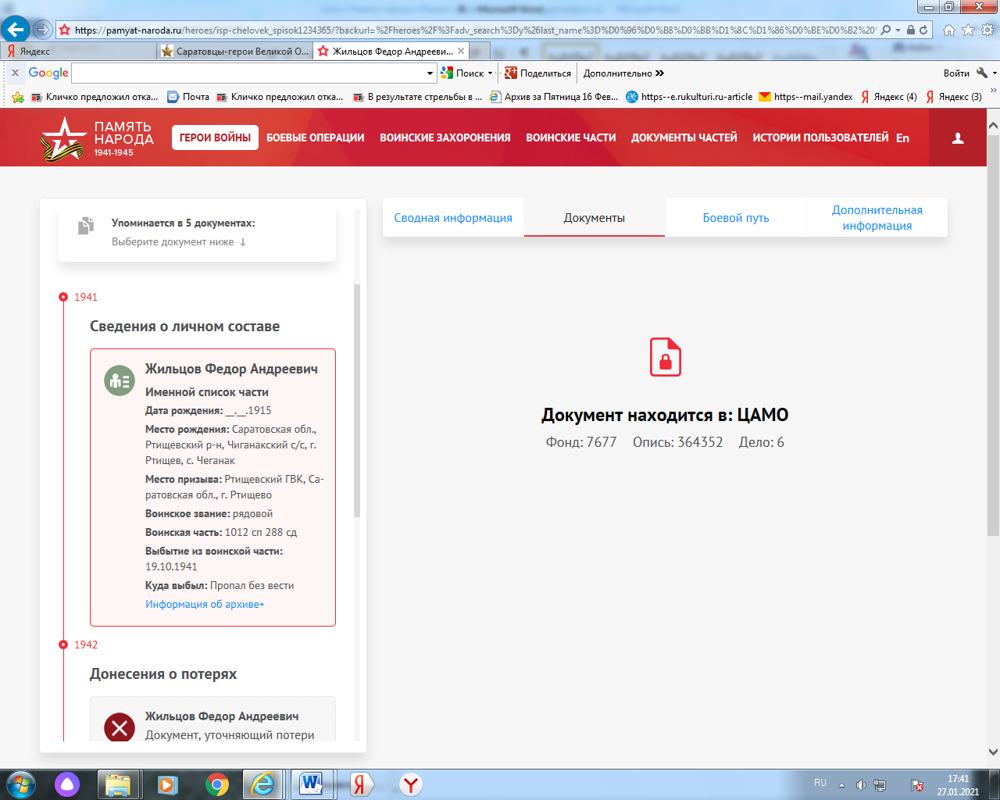 https://pamyat-naroda.ru/heroes/isp-chelovek_spisok1234365/?backurl=%2Fheroes%2F%3Fadv_search%3Dy%26last_name%3D%D0%96%D0%B8%D0%BB%D1%8C%D1%86%D0%BE%D0%B2%20
Яндекс
Саратовцы-герои Великой О...
Жильцов Федор Андрееви...
Google
Поиск
Поделиться
Дополнительно
Войти
Кличко предложил отка...
Почта
Кличко предложил отка...
В результате стрельбы в ...
Архив за Пятница 16 Фев...
https--e.rukulturi.ru-article
https--mail.yandex
Яндекс (4)
Яндекс (3)
ПАМЯТЬ
НАРОДА
1941-1945
ГЕРОИ ВОЙНЫ
БОЕВЫЕ ОПЕРАЦИИ
ВОИНСКИЕ ЗАХОРОНЕНИЯ
ВОИНСКИЕ ЧАСТИ
ДОКУМЕНТЫ ЧАСТЕЙ
ИСТОРИИ ПОЛЬЗОВАТЕЛЕЙ
En
Упоминается в 5 документах:
Выберите документ ниже ↓
1941
Сведения о личном составе
Жильцов Федор Андреевич
Именной список части
Дата рождения: __.__.1915
Место рождения: Саратовская обл.,
Ртищевский р-н, Чиганакский с/с, г.
Ртищев, с. Чеганак
Место призыва: Ртищевский ГВК, Са-
ратовская обл., г. Ртищево
Воинское звание: рядовой
Воинская часть: 1012 сп 288 сд
Выбытие из воинской части:
19.10.1941
Куда выбыл: Пропал без вести
Информация об архиве+
1942
Донесения о потерях
Жильцов Федор Андреевич
Документ, уточняющий потери
Сводная информация
Документы
Боевой путь
Дополнительная
информация
Документ находится в: ЦАМО
Фонд: 7677 Опись: 364352 Дело: 6
RU
17:41
27.01.2021